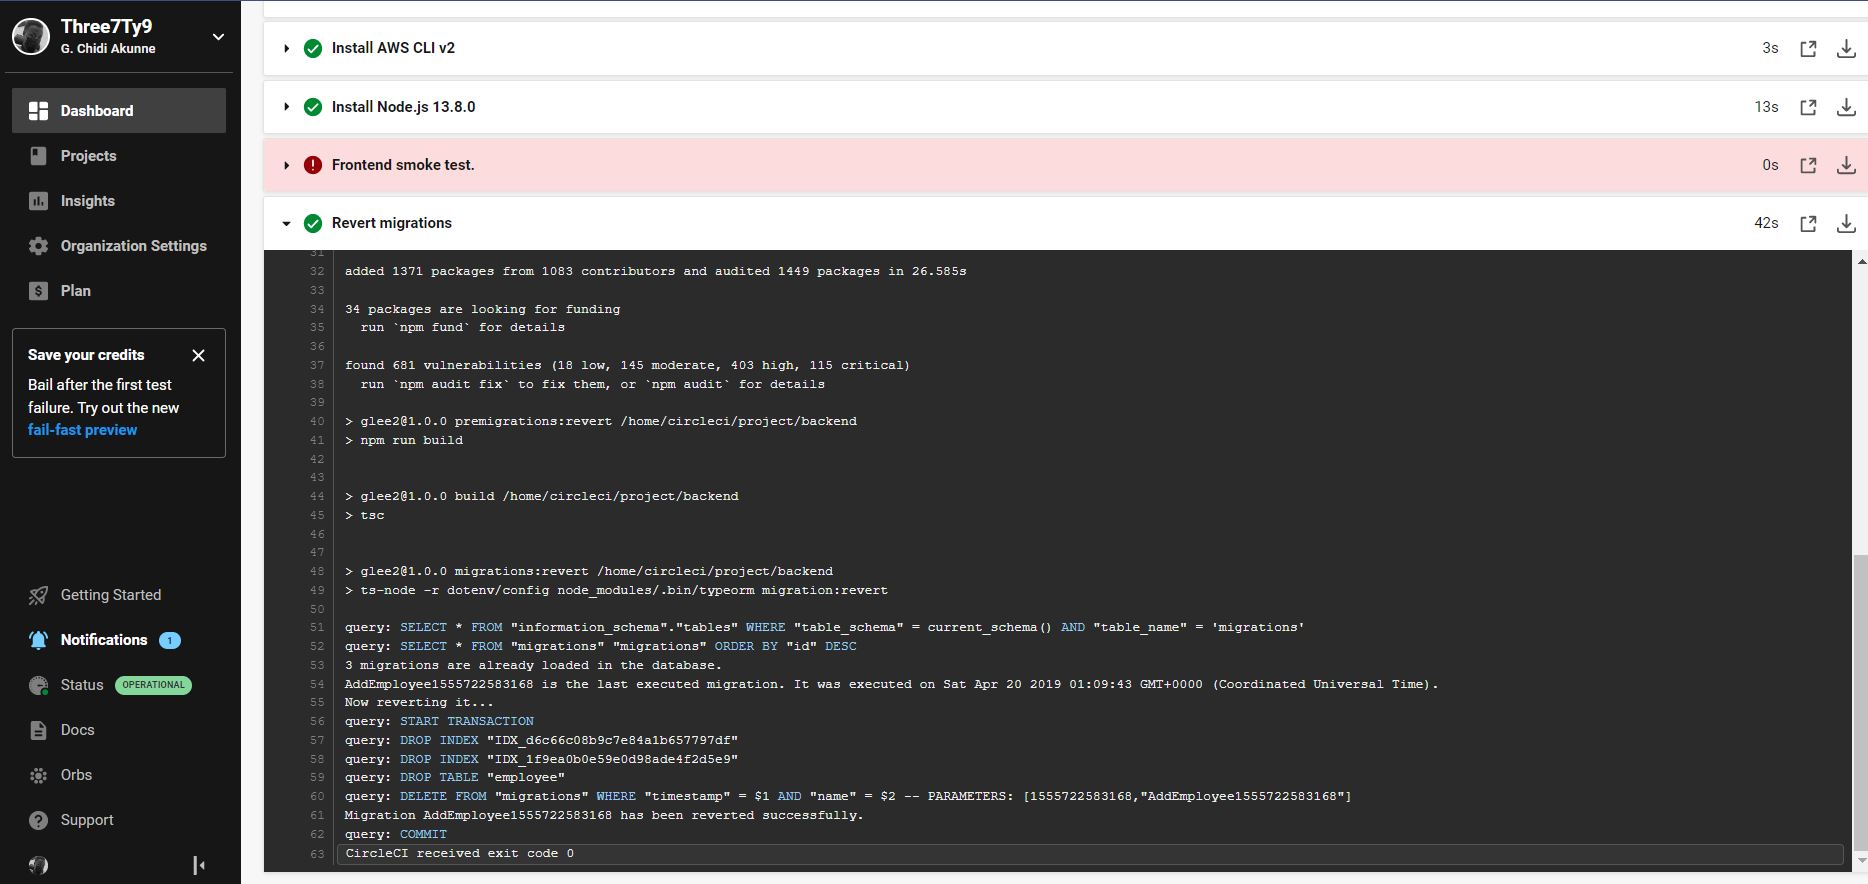 Three7Ty9
G. Chidi Akunne
Dashboard
Projects
Insights
Organization Settings
Plan
Save your credits
Bail after the first test
failure. Try out the new
fail-fast preview
Getting Started
Notifications 1
Status OPERATIONAL
Docs
Orbs
Support
Install AWS CLI v2 3s
Install Node.js 13.8.0 13s
Frontend smoke test. 0s
Revert migrations 42s
31
32 added 1371 packages from 1083 contributors and audited 1449 packages in 26.585s
33
34 34 packages are looking for funding
35 run `npm fund` for details
36
37 found 681 vulnerabilities (18 low, 145 moderate, 403 high, 115 critical)
38 run `npm audit fix` to fix them, or `npm audit` for details
39
40 > glee2@1.0.0 premigrations:revert /home/circleci/project/backend
41 > npm run build
42
43
44 > glee2@1.0.0 build /home/circleci/project/backend
45 > tsc
46
47
48 > glee2@1.0.0 migrations:revert /home/circleci/project/backend
49 > ts-node -r dotenv/config node_modules/.bin/typeorm migration:revert
50
51 query: SELECT * FROM "information_schema"."tables" WHERE "table_schema" = current_schema() AND "table_name" = 'migrations'
52 query: SELECT * FROM "migrations" "migrations" ORDER BY "id" DESC
53 3 migrations are already loaded in the database.
54 AddEmployee1555722583168 is the last executed migration. It was executed on Sat Apr 20 2019 01:09:43 GMT+0000 (Coordinated Universal Time).
55 Now reverting it...
56 query: START TRANSACTION
57 query: DROP INDEX "IDX_d6c66c08b9c7e84a1b657797df"
58 query: DROP INDEX "IDX_1f9ea0b0e59e0d98ade4f2d5e9"
59 query: DROP TABLE "employee"
60 query: DELETE FROM "migrations" WHERE "timestamp" = $1 AND "name" = $2 -- PARAMETERS: [1555722583168,"AddEmployee1555722583168"]
61 Migration AddEmployee1555722583168 has been reverted successfully.
62 query: COMMIT
63 CircleCI received exit code 0